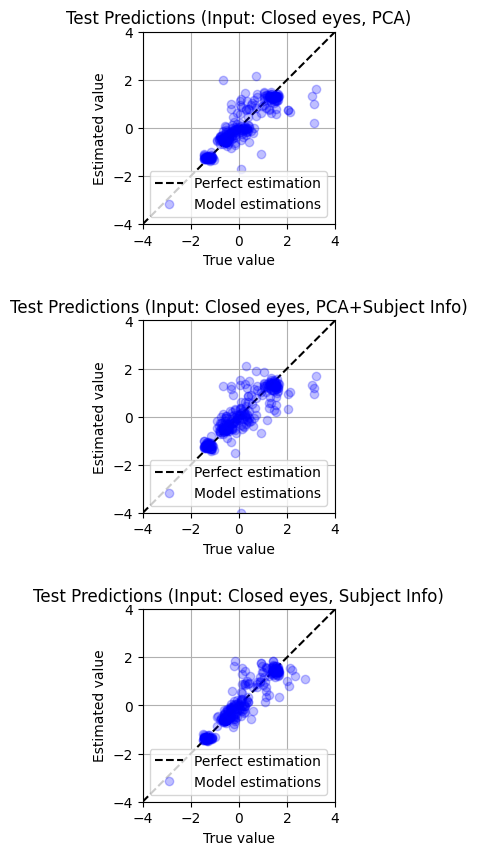 Test Predictions (Input: Closed eyes, PCA)
4
2
0
−2
−4
Estimated value
Perfect estimation
Model estimations
−4 −2 0 2 4
True value
Test Predictions (Input: Closed eyes, PCA+Subject Info)
4
2
0
−2
−4
Estimated value
Perfect estimation
Model estimations
−4 −2 0 2 4
True value
Test Predictions (Input: Closed eyes, Subject Info)
4
2
0
−2
−4
Estimated value
Perfect estimation
Model estimations
−4 −2 0 2 4
True value